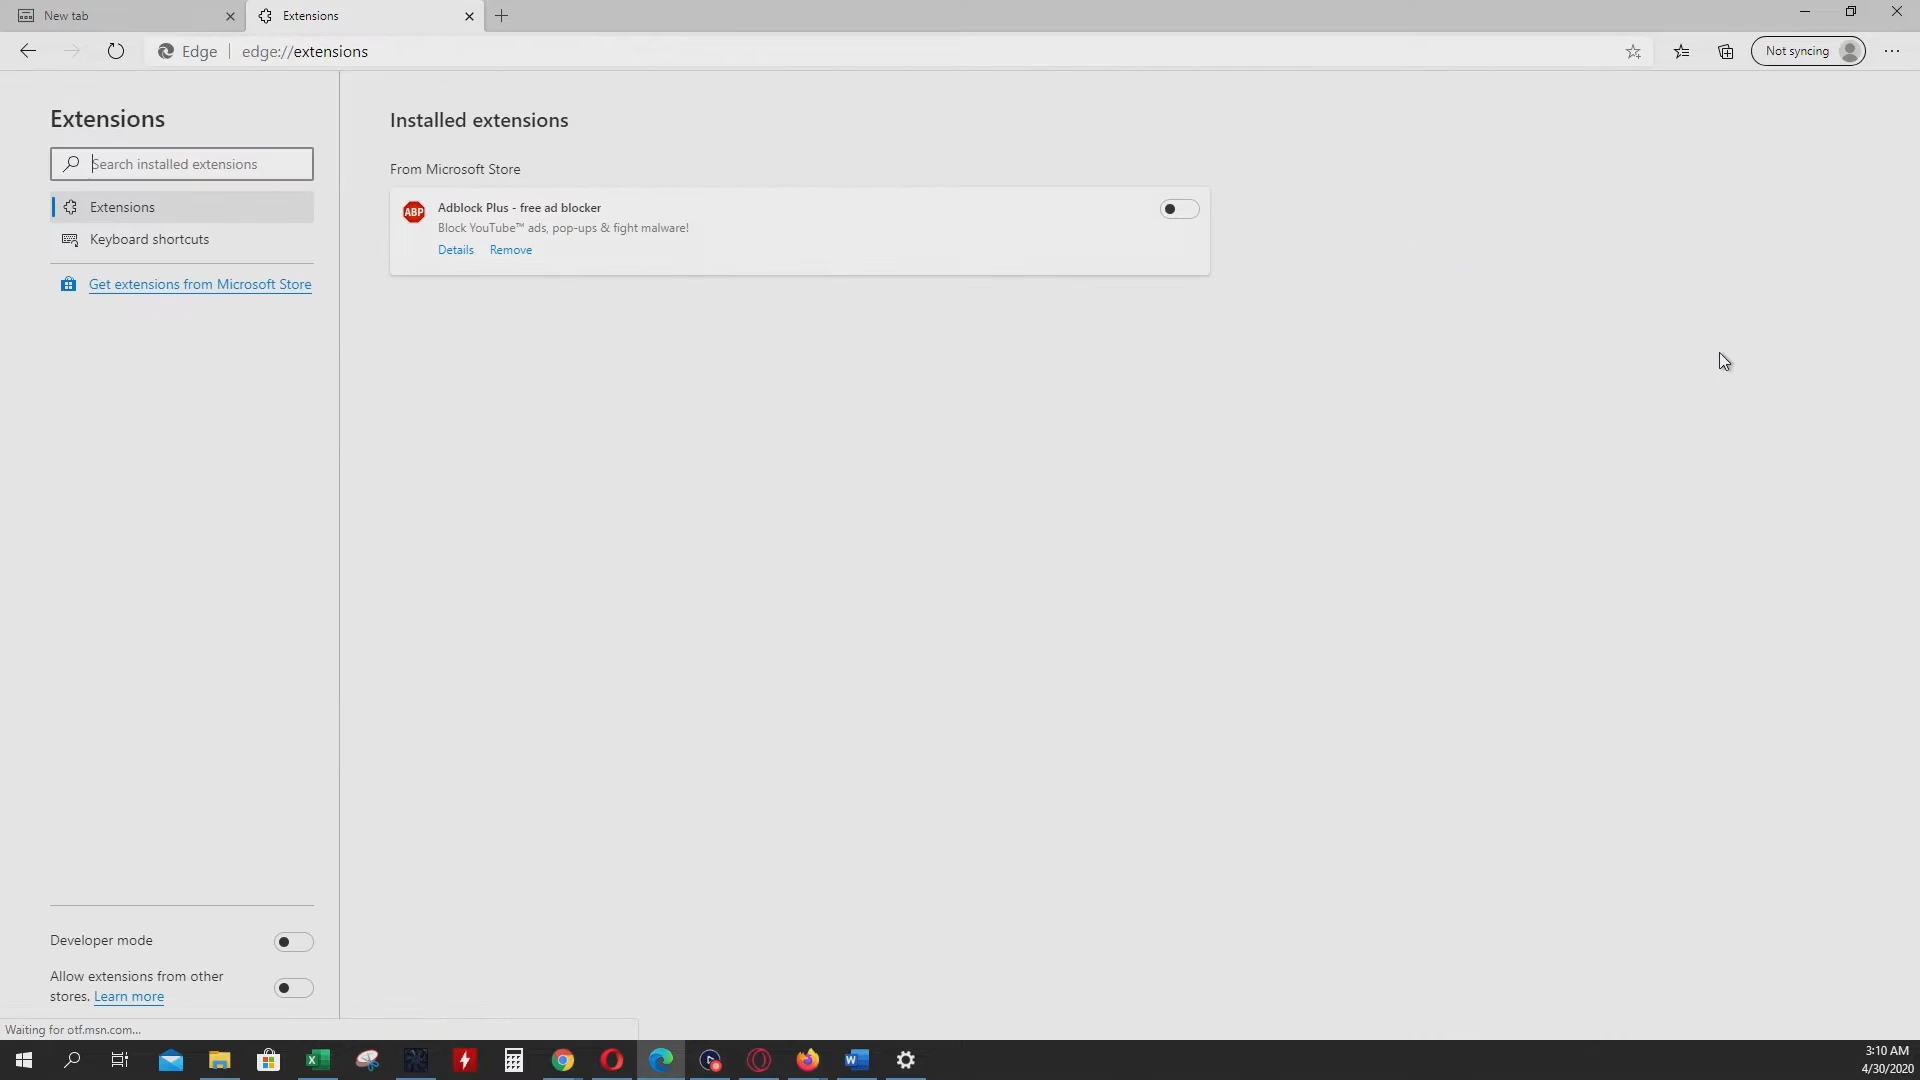 New tab
Extensions
Edge
edge://extensions
Not syncing
Extensions
Search installed extensions
Extensions
Keyboard shortcuts
Get extensions from Microsoft Store
Installed extensions
From Microsoft Store
ABP
Adblock Plus - free ad blocker
Block YouTube™ ads, pop-ups & fight malware!
Details Remove
Developer mode
Allow extensions from other
stores. Learn more
Waiting for otf.msn.com...
3:10 AM
4/30/2020